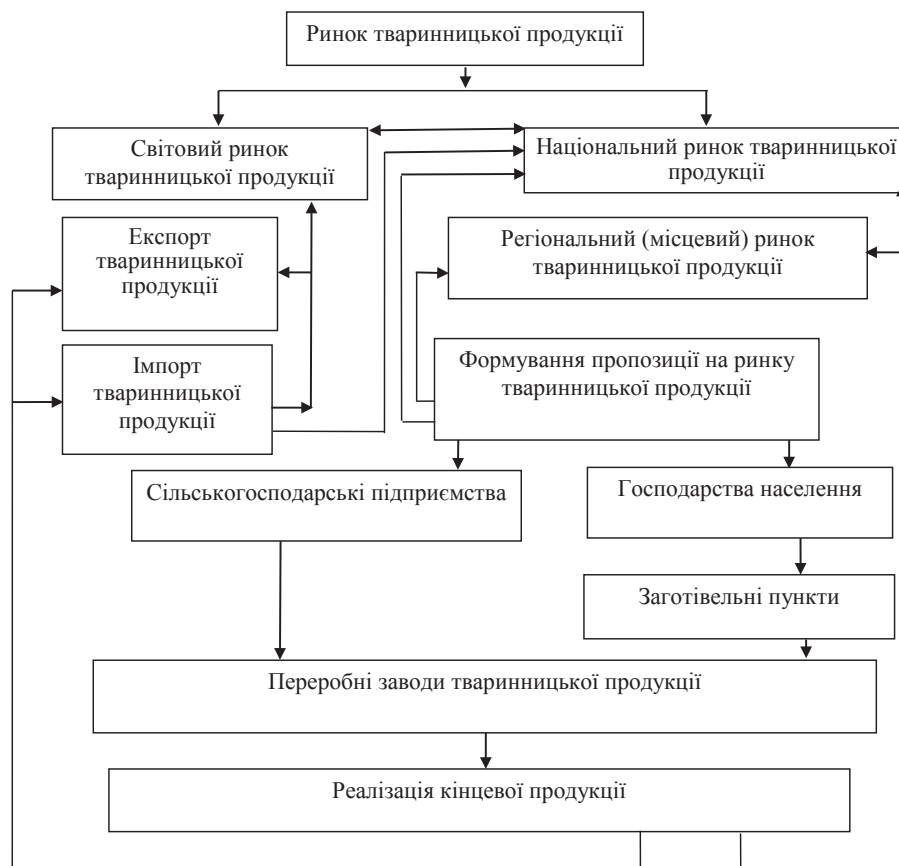 Ринок тваринницької продукції
Світовий ринок
тваринницької продукції
Національний ринок тваринницької
продукції
Експорт
тваринницької
продукції
Регіональний (місцевий) ринок
тваринницької продукції
Імпорт
тваринницької
продукції
Формування пропозиції на ринку
тваринницької продукції
Сільськогосподарські підприємства
Господарства населення
Заготівельні пункти
Переробні заводи тваринницької продукції
Реалізація кінцевої продукції